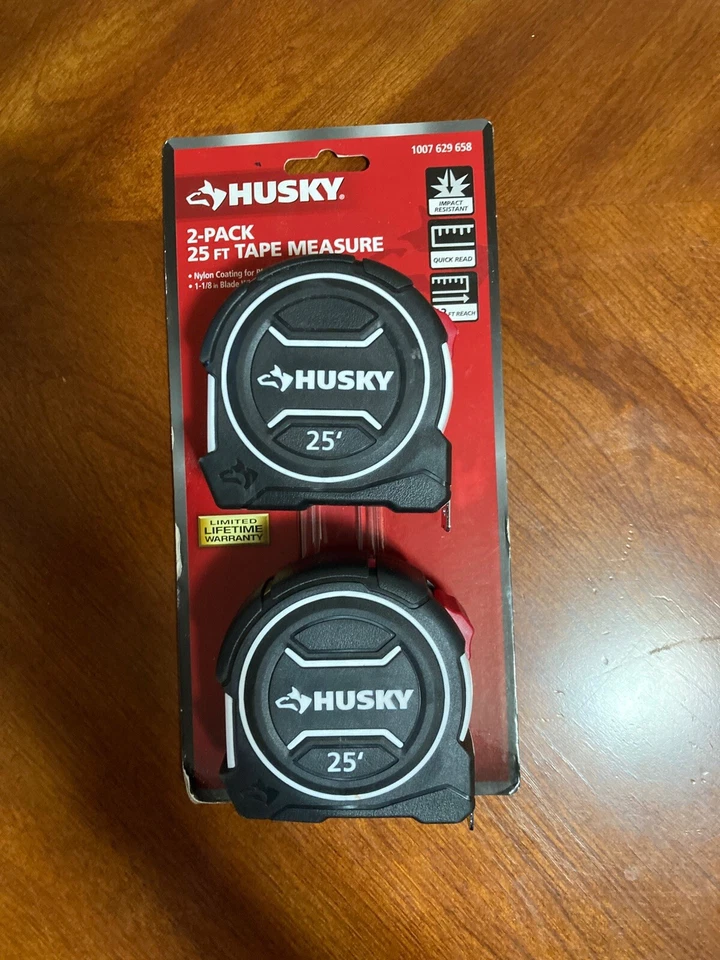 1007 629 658
HUSKY®
IMPACT
RESISTANT
2-PACK
25 FT TAPE MEASURE
QUICK READ
• Nylon Coating for
• 1-1/8 in Blade
FT REACH
HUSKY
25'
LIMITED
LIFETIME
WARRANTY
HUSKY
25'